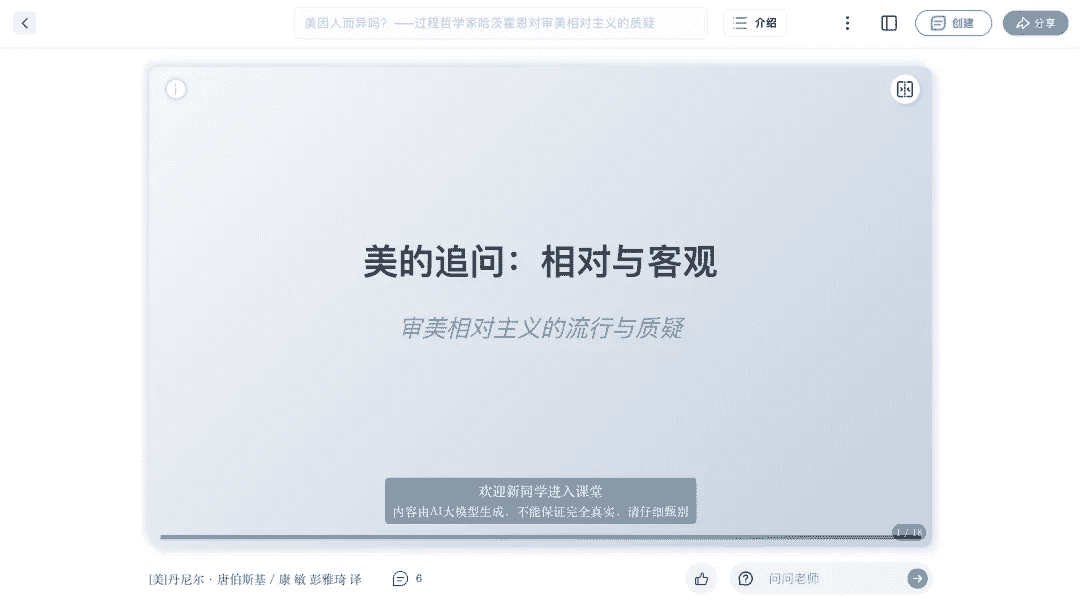 美因人而异吗？——过程哲学家哈茨霍恩对审美相对主义的质疑
介绍
创建
分享
美的追问：相对与客观
审美相对主义的流行与质疑
欢迎新同学进入课堂
内容由AI大模型生成、不能保证完全真实、请仔细甄别
1 / 18
[美]丹尼尔 · 唐伯斯基 / 康 敏 彭雅琦 译
6
问问老师